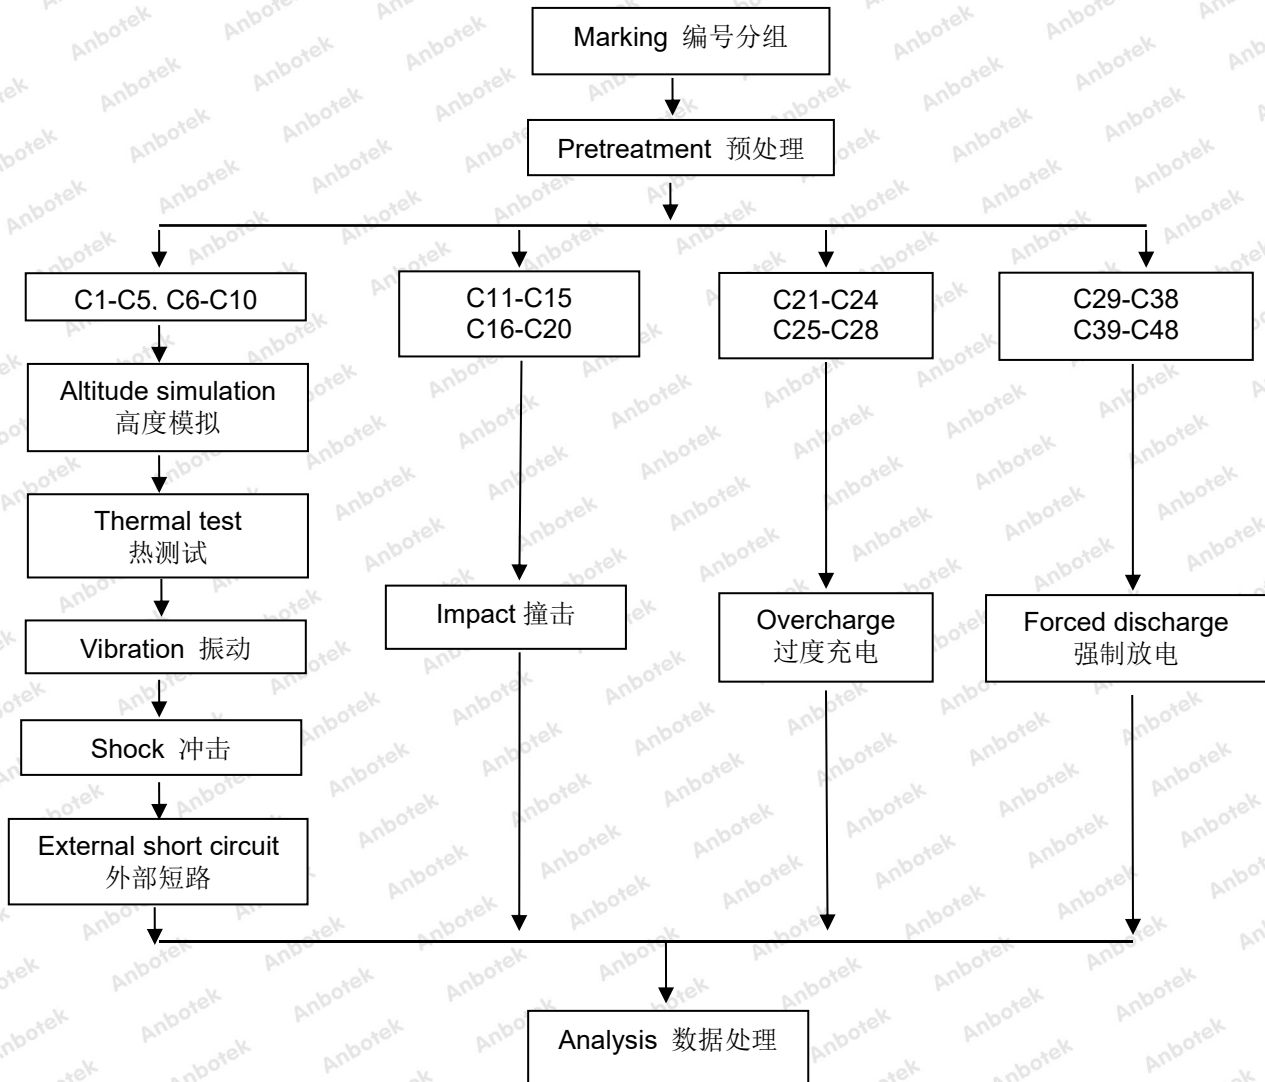 Marking 编号分组
Pretreatment 预处理
C1-C5, C6-C10
C11-C15
C16-C20
C21-C24
C25-C28
C29-C38
C39-C48
Altitude simulation
高度模拟
Thermal test
热测试
Vibration 振动
Shock 冲击
External short circuit
外部短路
Impact 撞击
Overcharge
过度充电
Forced discharge
强制放电
Analysis 数据处理
Anbotek